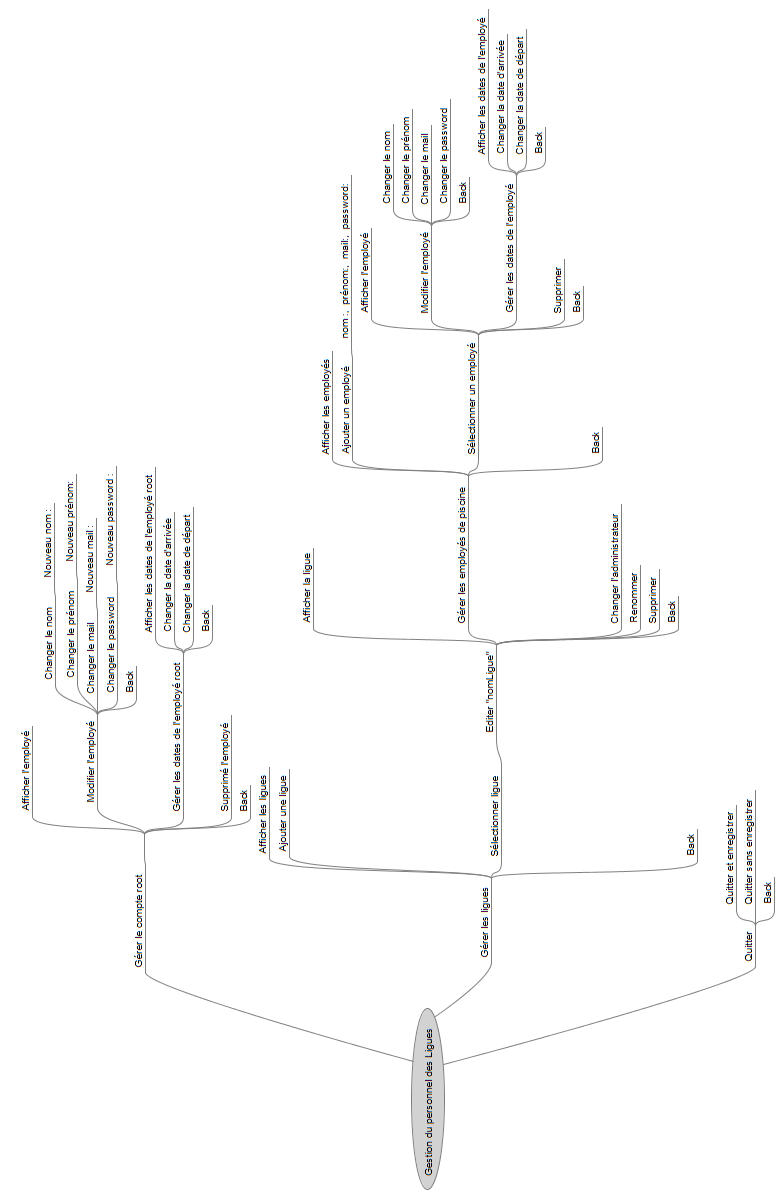 Gestion du personnel des Ligues
Gérer le compte root
Afficher l'employé
Modifier l'employé
Changer le nom
Nouveau nom :
Changer le prénom
Nouveau prénom:
Changer le mail
Nouveau mail :
Changer le password
Nouveau password :
Back
Gérer les dates de l'employé root
Afficher les dates de l'employé root
Changer la date d'arrivée
Changer la date de départ
Back
Supprimé l'employé
Back
Gérer les ligues
Afficher les ligues
Ajouter une ligue
Sélectionner ligue
Editer "nomLigue"
Afficher la ligue
Gérer les employés de piscine
Afficher les employés
Ajouter un employé
nom :, prénom:, mail:, password:
Sélectionner un employé
Afficher l'employé
Modifier l'employé
Changer le nom
Changer le prénom
Changer le mail
Changer le password
Back
Gérer les dates de l'employé
Afficher les dates de l'employé
Changer la date d'arrivée
Changer la date de départ
Back
Supprimer
Back
Back
Changer l'administrateur
Renommer
Supprimer
Back
Back
Quitter
Quitter et enregistrer
Quitter sans enregistrer
Back